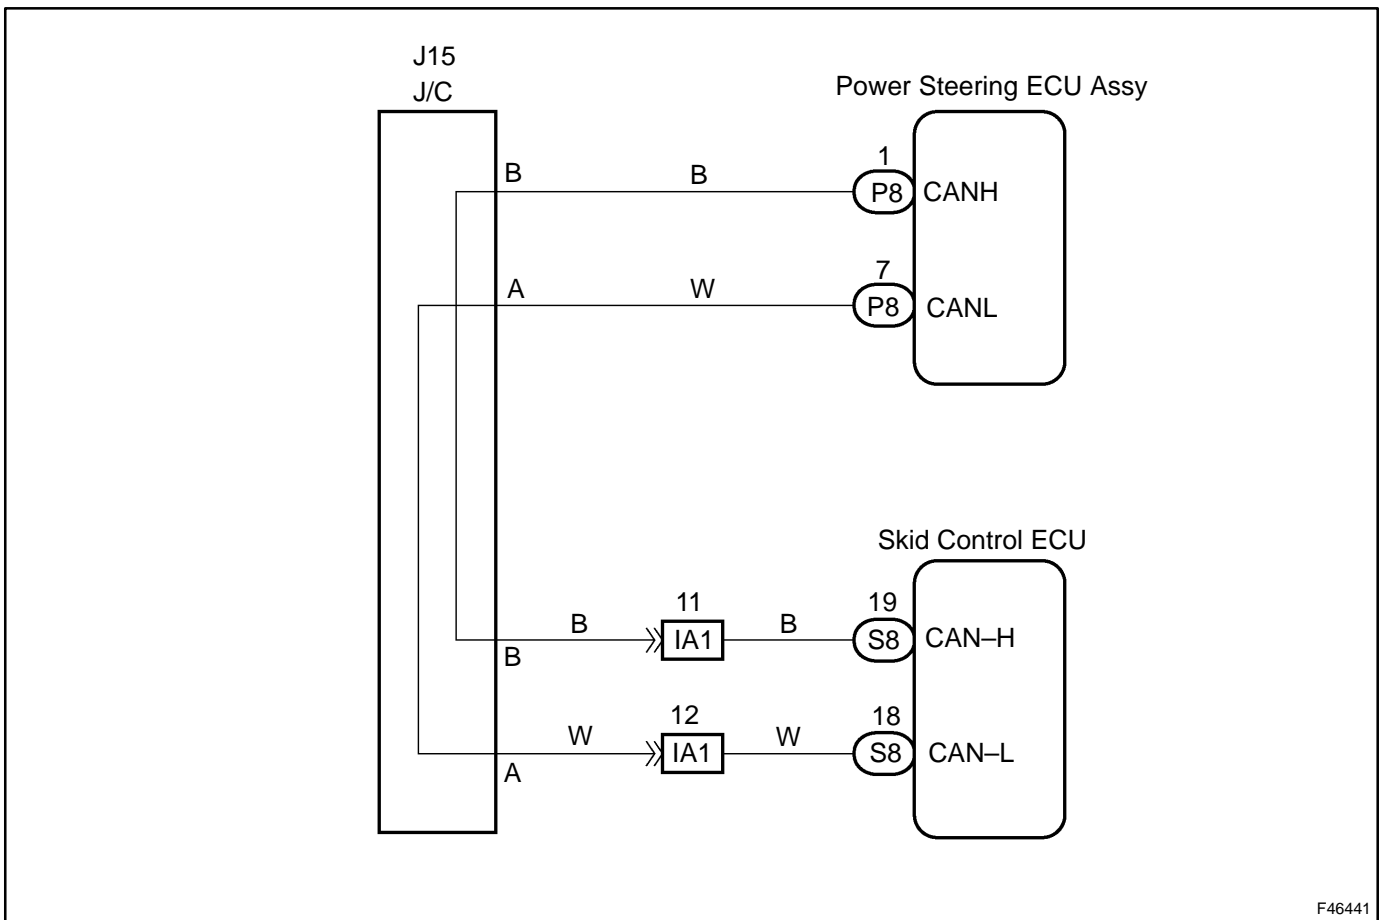 J15
J/C
Power Steering ECU Assy
B
B
1
P8
CANH
A
W
7
P8
CANL
Skid Control ECU
B
B
11
IA1
B
19
S8
CAN–H
W
A
12
IA1
W
18
S8
CAN–L
F46441